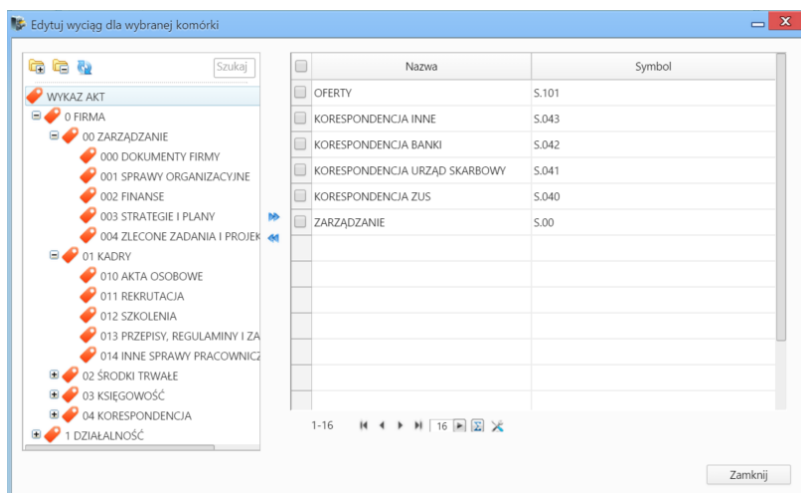 Edytuj wyciąg dla wybranej komórki
Szukaj
WYKAZ AKT
0 FIRMA
00 ZARZĄDZANIE
000 DOKUMENTY FIRMY
001 SPRAWY ORGANIZACYJNE
002 FINANSE
003 STRATEGIE I PLANY
004 ZLECONE ZADANIA I PROJEK
01 KADRY
010 AKTA OSOBOWE
011 REKRUTACJA
012 SZKOLENIA
013 PRZEPISY, REGULAMINY I ZA
014 INNE SPRAWY PRACOWNICZ
02 ŚRODKI TRWAŁE
03 KSIĘGOWOŚĆ
04 KORESPONDENCJA
1 DZIAŁALNOŚĆ
Nazwa Symbol
OFERTY S.101
KORESPONDENCJA INNE S.043
KORESPONDENCJA BANKI S.042
KORESPONDENCJA URZĄD SKARBOWY S.041
KORESPONDENCJA ZUS S.040
ZARZĄDZANIE S.00
1-16 16
Zamknij